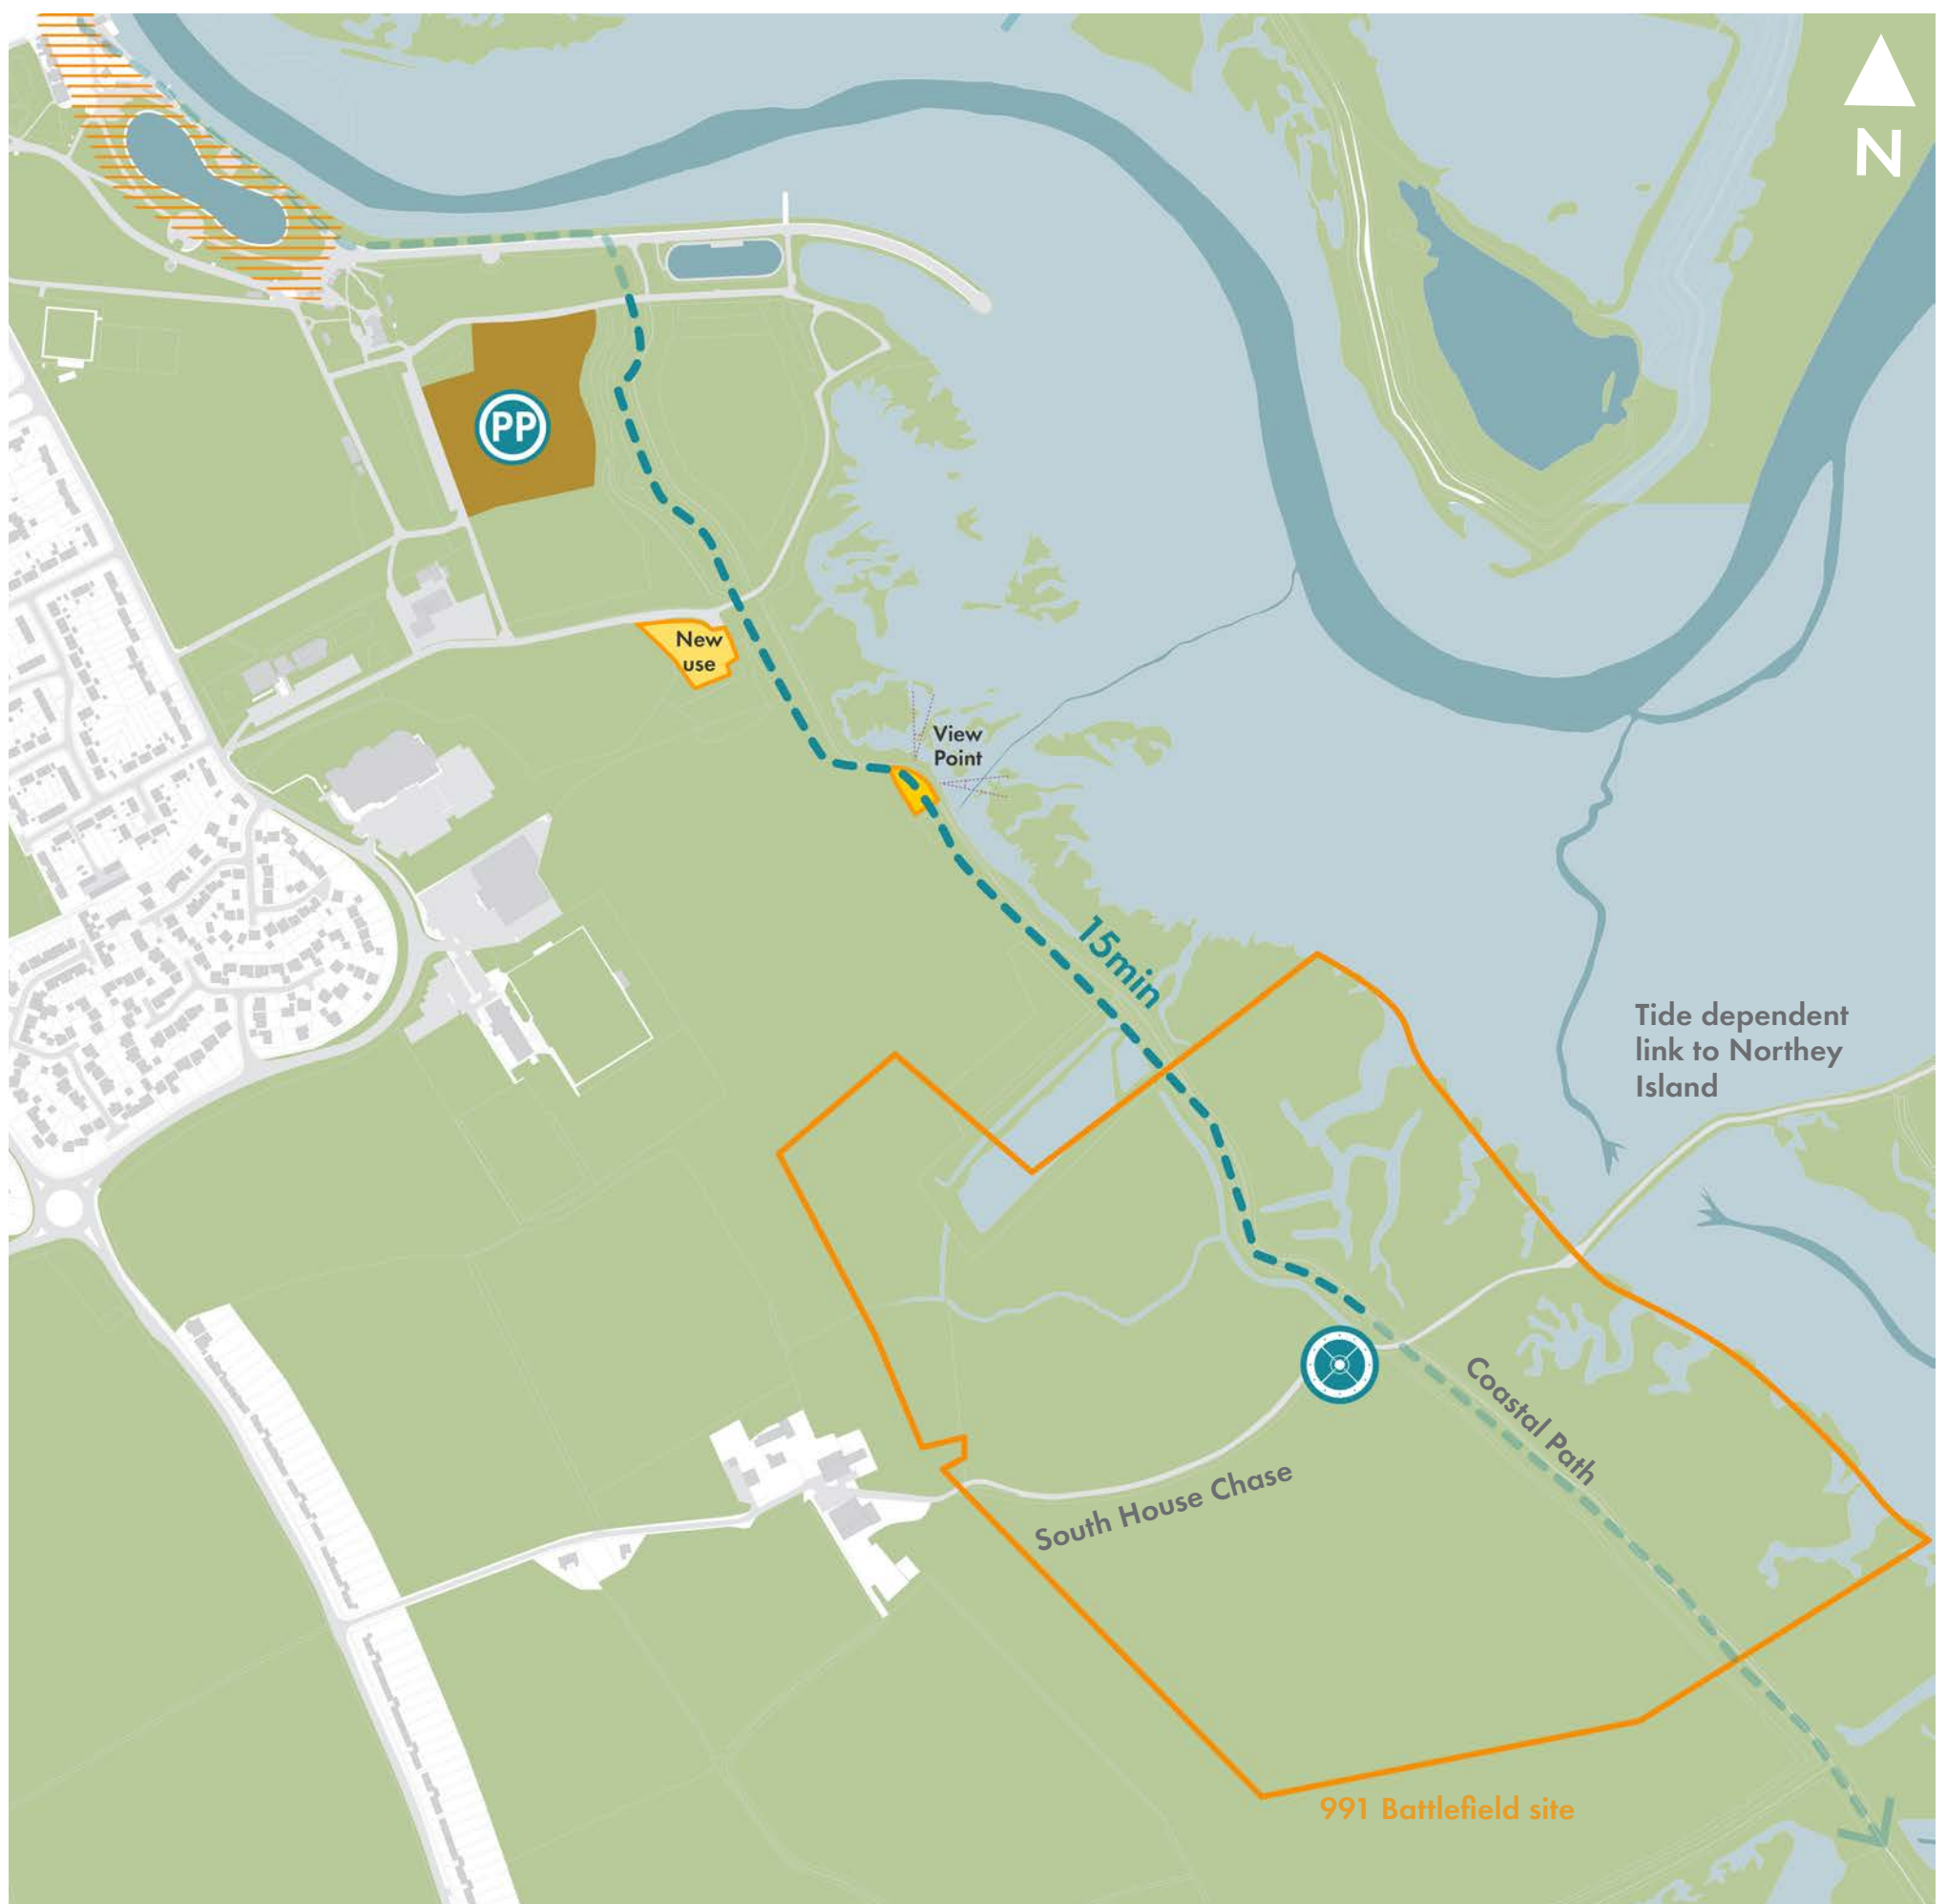 N
PP
New
use
View
Point
15min
Tide dependent
link to Northey
Island
Coastal Path
South House Chase
991 Battlefield site